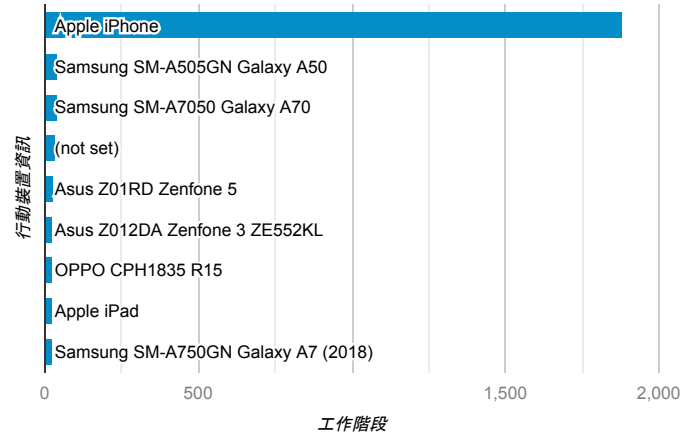 Apple iPhone
Samsung SM-A505GN Galaxy A50
Samsung SM-A7050 Galaxy A70
(not set)
Asus Z01RD Zenfone 5
Asus Z012DA Zenfone 3 ZE552KL
OPPO CPH1835 R15
Apple iPad
Samsung SM-A750GN Galaxy A7 (2018)
行動裝置資訊
0 500 1,500 2,000
工作階段